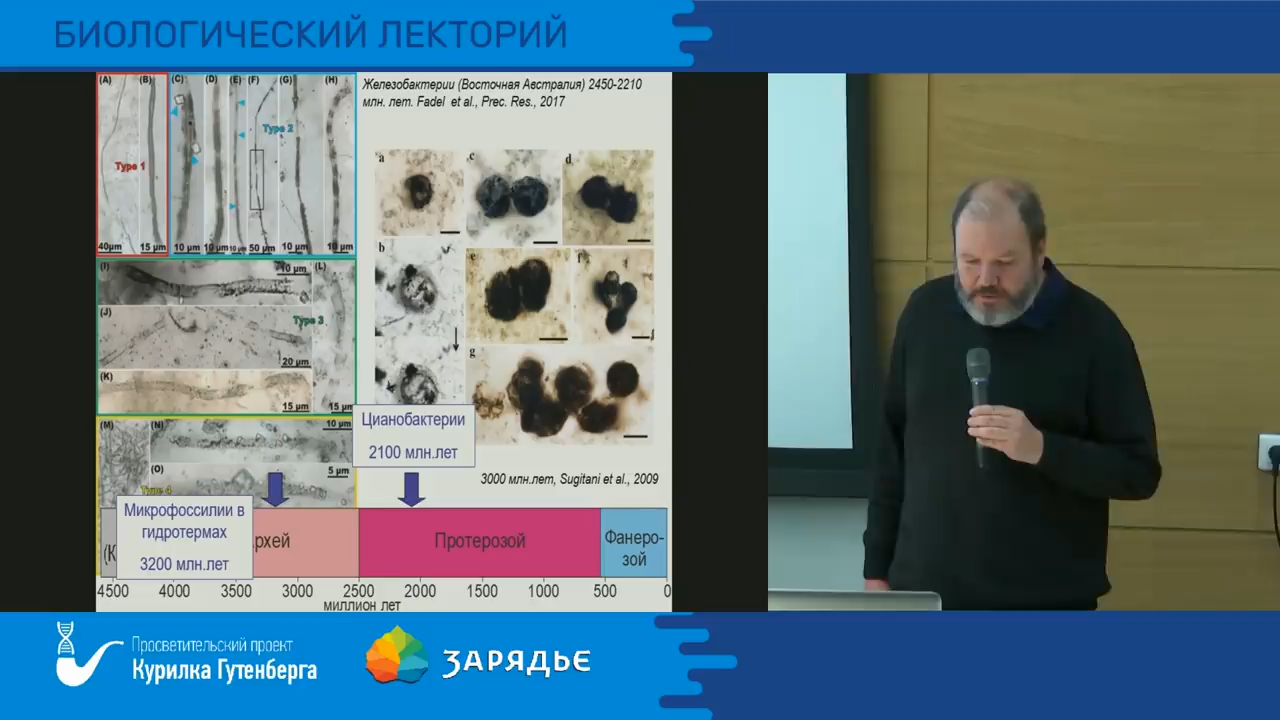 БИОЛОГИЧЕСКИЙ ЛЕКТОРИЙ
(A) (B) (C) (D) (E) (F) (G) (H)
Type 1
Type 2
40µm 15 µm 10 µm 10µm 10 µm 50 µm 10 µm 10 µm
Железобактерии (Восточная Австралия) 2450-2210
млн. лет. Fadel et al., Prec. Res., 2017
a c d
b e f
g
(I) 10 µm (L)
(J) Type 3
20 µm
(K) 15 µm 15 µm
(M) (N) 10 µm
(O) 5 µm
Type 4
Цианобактерии
2100 млн.лет
3000 млн.лет, Sugitani et al., 2009
Микрофоссилии в
гидротермах
3200 млн.лет
(К
рхей
Протерозой
Фанеро-
зой
4500 4000 3500 3000 2500 2000 1500 1000 500 0
миллион лет
Просветительский проект
Курилка Гутенберга
ЗАРЯДЬЕ